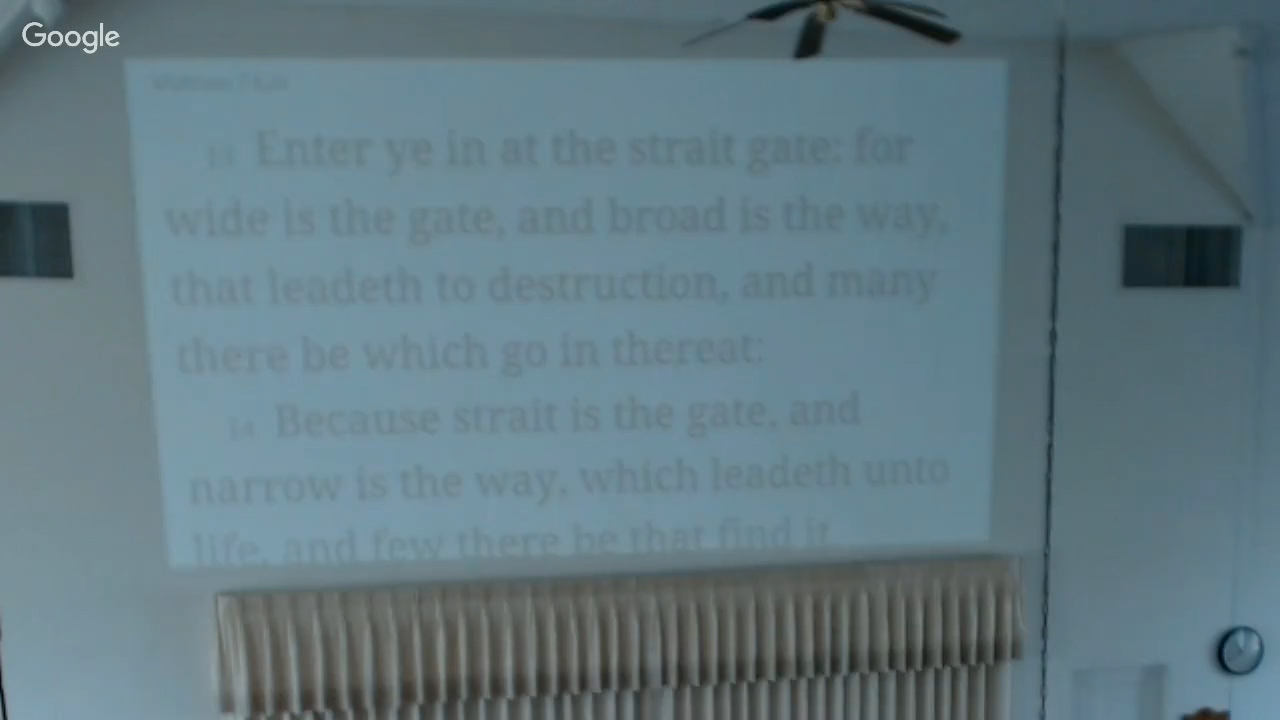 Google
13 Enter ye in at the strait gate: for
wide is the gate, and broad is the way,
that leadeth to destruction, and many
there be which go in thereat:
14 Because strait is the gate, and
narrow is the way, which leadeth unto
life, and few there be that find it